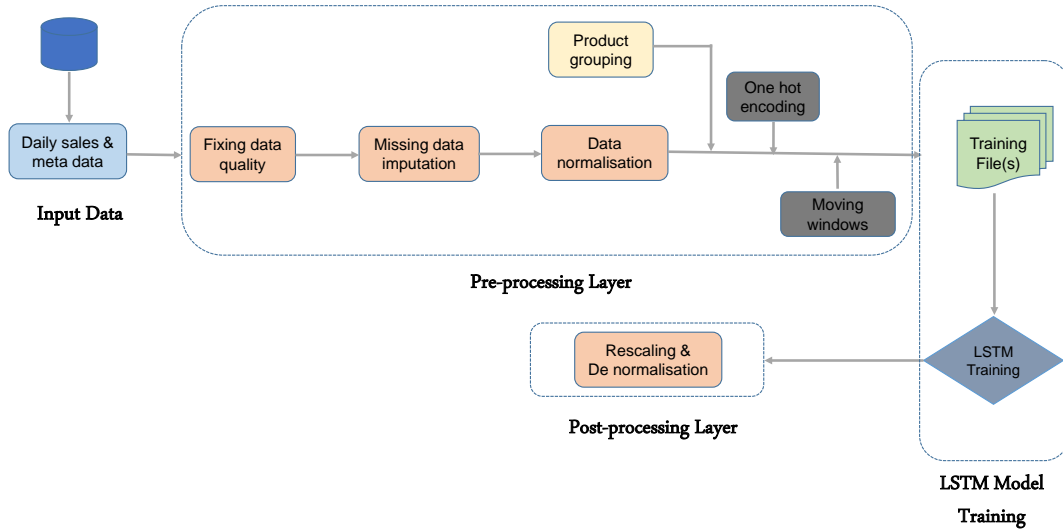 Daily sales &
meta data
Input Data
Fixing data
quality
Missing data
imputation
Data
normalisation
Product
grouping
One hot
encoding
Moving
windows
Pre-processing Layer
Training
File(s)
LSTM
Training
LSTM Model
Training
Rescaling &
De normalisation
Post-processing Layer